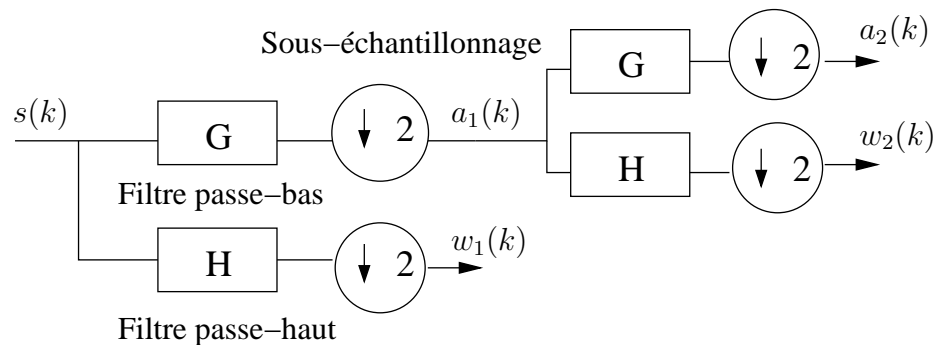 Sous–échantillonnage
G
↓ 2
a₂(k)
s(k)
G
↓ 2
a₁(k)
H
↓ 2
w₂(k)
Filtre passe–bas
H
↓ 2
w₁(k)
Filtre passe–haut